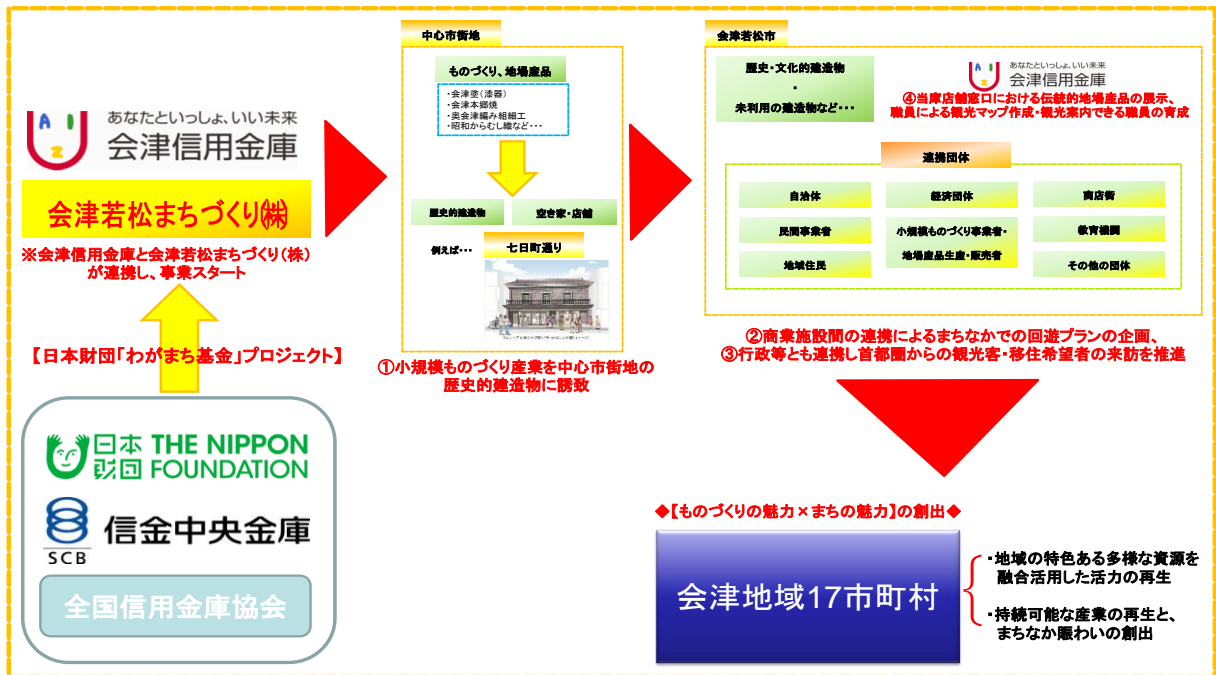 あなたといっしょ、いい未来
会津信用金庫
会津若松まちづくり㈱
※会津信用金庫と会津若松まちづくり(株)
が連携し、事業スタート
【日本財団「わがまち基金」プロジェクト】
日本
財団
THE NIPPON
FOUNDATION
SCB
信金中央金庫
全国信用金庫協会
中心市街地
ものづくり、地場産品
・会津塗(漆器)
・会津本郷焼
・奥会津編み組細工
・昭和からむし織など・・・
歴史的建造物
空き家・店舗
例えば・・・
七日町通り
①小規模ものづくり産業を中心市街地の
歴史的建造物に誘致
会津若松市
歴史・文化的建造物
・
未利用の建造物など・・・
あなたといっしょ、いい未来
会津信用金庫
④当庫店舗窓口における伝統的地場産品の展示、
職員による観光マップ作成・観光案内できる職員の育成
連携団体
自治体
経済団体
商店街
民間事業者
小規模ものづくり事業者・
地場産品生産・販売者
教育機関
地域住民
その他の団体
②商業施設間の連携によるまちなかでの回遊プランの企画、
③行政等とも連携し首都圏からの観光客・移住希望者の来訪を推進
◆【ものづくりの魅力×まちの魅力】の創出◆
会津地域17市町村
・地域の特色ある多様な資源を
融合活用した活力の再生
・持続可能な産業の再生と、
まちなか賑わいの創出